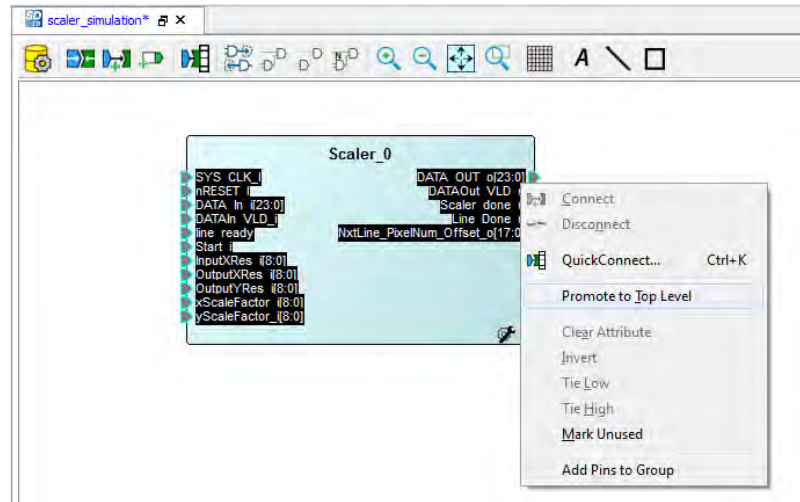 scaler_simulation*
A
Scaler_0
SYS_CLK_I
nRESET_I
DATA_In_i[23:0]
DATAIn_VLD_i
line_ready
Start_i
InputXRes_i[8:0]
OutputXRes_i[8:0]
OutputYRes_i[8:0]
xScaleFactor_i[8:0]
yScaleFactor_i[8:0]
DATA_OUT_o[23:0]
DATAOut_VLD
Scaler_done
Line_Done
NxtLine_PixelNum_Offset_o[17:0
Connect
Disconnect
QuickConnect... Ctrl+K
Promote to Top Level
Clear Attribute
Invert
Tie Low
Tie High
Mark Unused
Add Pins to Group